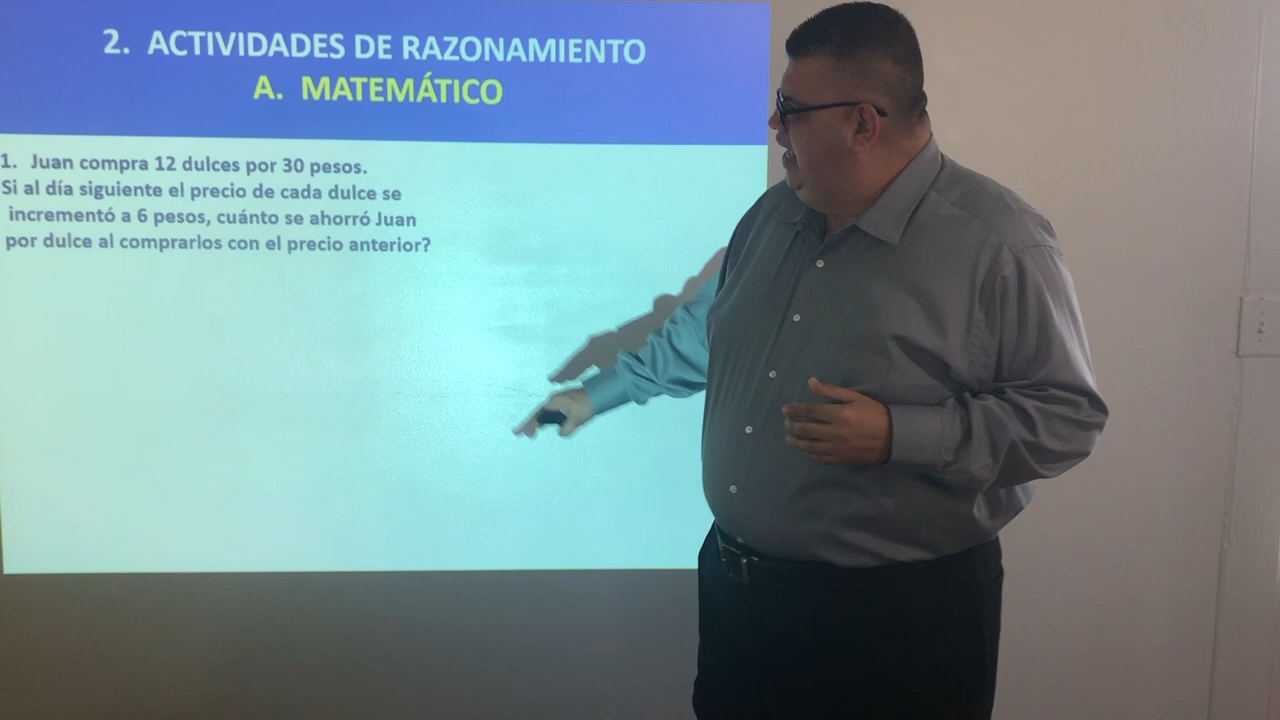 2. ACTIVIDADES DE RAZONAMIENTO
A. MATEMÁTICO
1. Juan compra 12 dulces por 30 pesos.
Si al día siguiente el precio de cada dulce se
incrementó a 6 pesos, cuánto se ahorró Juan
por dulce al comprarlos con el precio anterior?